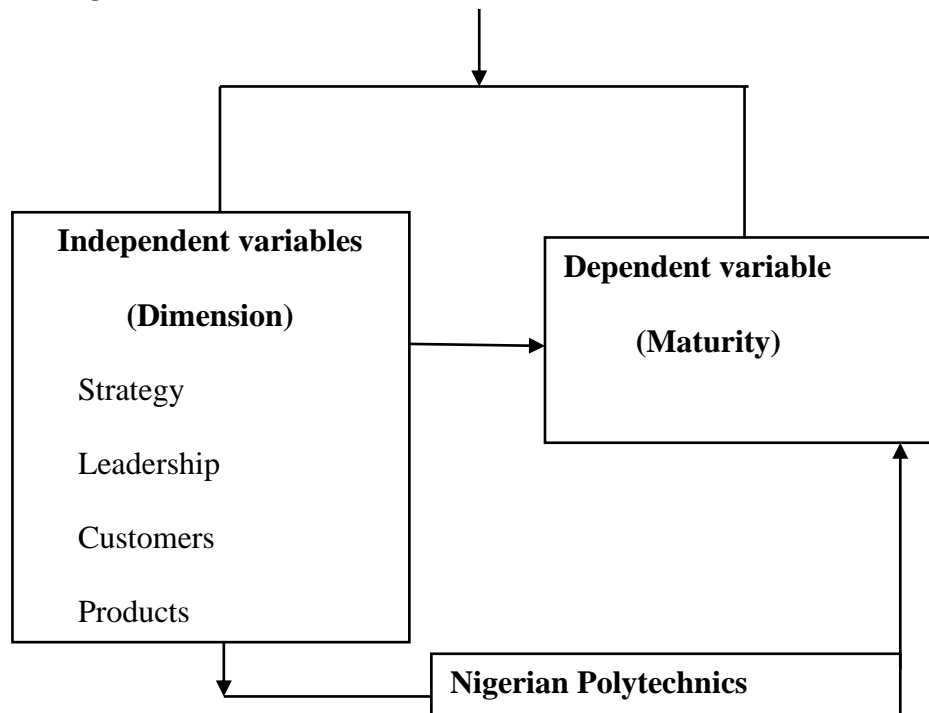 Independent variables
(Dimension)
Strategy
Leadership
Customers
Products
Dependent variable
(Maturity)
Nigerian Polytechnics